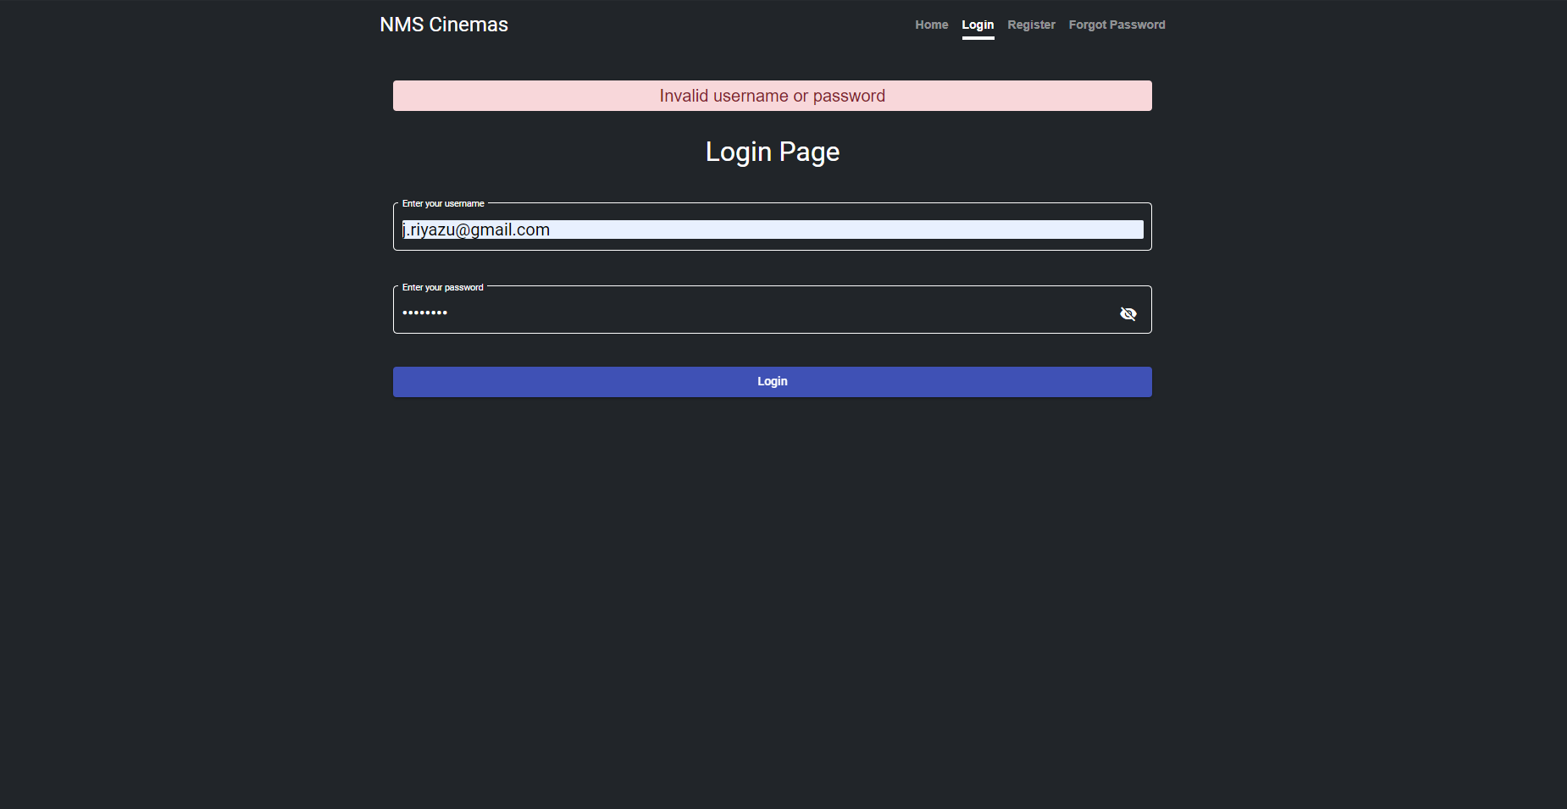 NMS Cinemas
Home Login Register Forgot Password
Invalid username or password
Login Page
Enter your username
j.riyazu@gmail.com
Enter your password
••••••••
Login